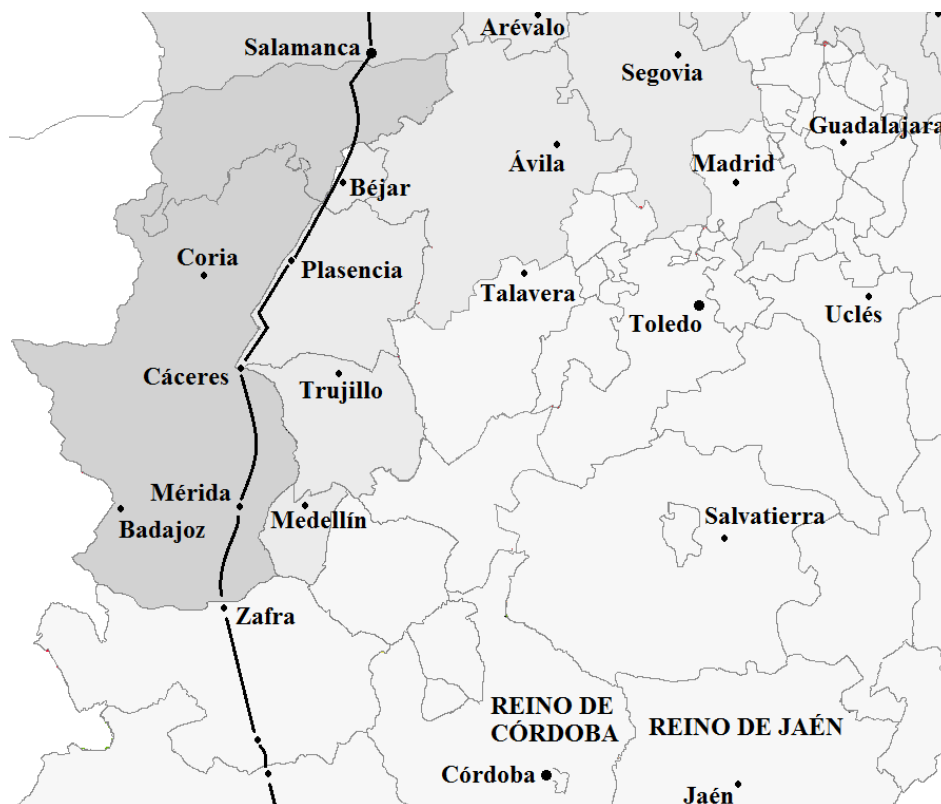 Arévalo
Salamanca
Segovia
Guadalajara
Ávila
Madrid
Béjar
Coria
Plasencia
Talavera
Toledo
Uclés
Cáceres
Trujillo
Mérida
Badajoz
Medellín
Salvatierra
Zafra
REINO DE
CÓRDOBA
REINO DE JAÉN
Córdoba
Jaén